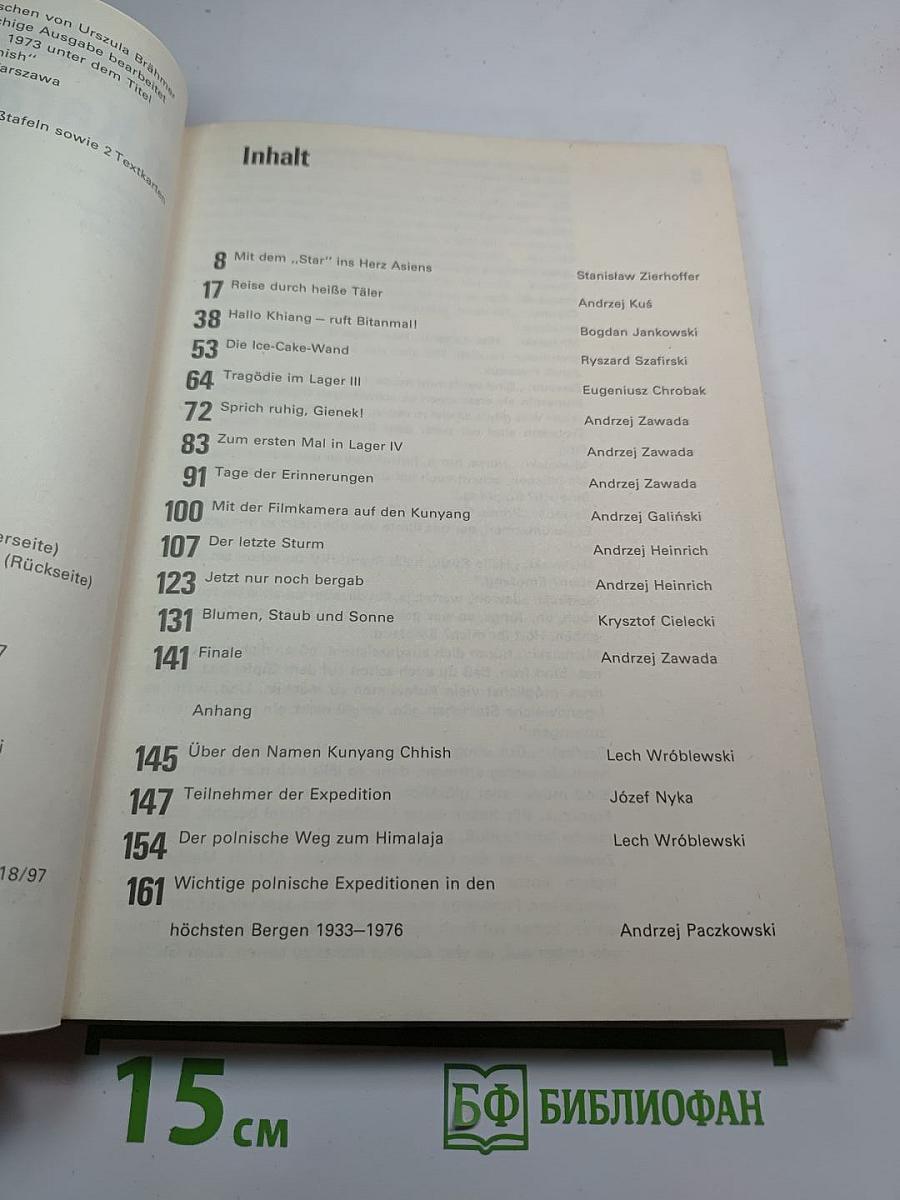 schen von Urszula Brähmer
chige Ausgabe bearbeitet
1973 unter dem Titel
nish“
arszawa
ßtafeln sowie 2 Textkarten
erseite)
(Rückseite)
7
i
18/97
Inhalt
8 Mit dem „Star“ ins Herz Asiens Stanisław Zierhoffer
17 Reise durch heiße Täler Andrzej Kuś
38 Hallo Khiang – ruft Bitanmal! Bogdan Jankowski
53 Die Ice-Cake-Wand Ryszard Szafirski
64 Tragödie im Lager III Eugeniusz Chrobak
72 Sprich ruhig, Gienek! Andrzej Zawada
83 Zum ersten Mal in Lager IV Andrzej Zawada
91 Tage der Erinnerungen Andrzej Zawada
100 Mit der Filmkamera auf den Kunyang Andrzej Galiński
107 Der letzte Sturm Andrzej Heinrich
123 Jetzt nur noch bergab Andrzej Heinrich
131 Blumen, Staub und Sonne Krysztof Cielecki
141 Finale Andrzej Zawada
Anhang
145 Über den Namen Kunyang Chhish Lech Wróblewski
147 Teilnehmer der Expedition Józef Nyka
154 Der polnische Weg zum Himalaja Lech Wróblewski
161 Wichtige polnische Expeditionen in den
höchsten Bergen 1933–1976 Andrzej Paczkowski
15 см
БФ БИБЛИОФАН